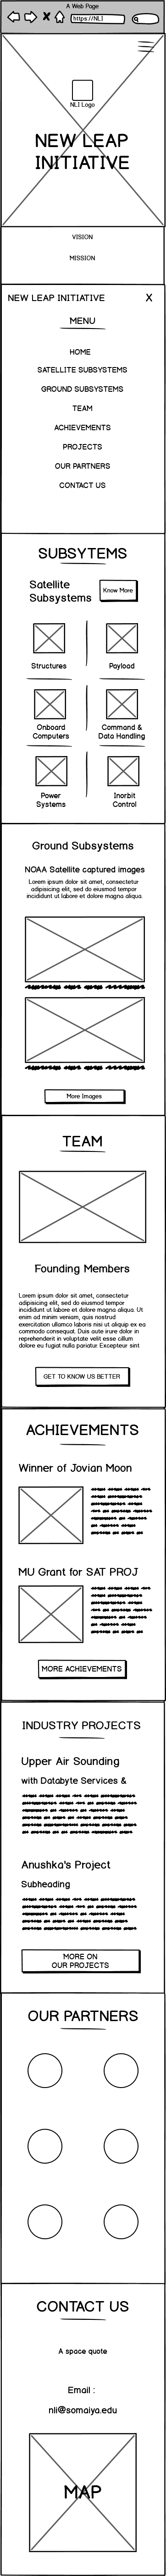 A Web Page
https://NLI
NLI Logo
NEW LEAP
INITIATIVE
VISION
MISSION
NEW LEAP INITIATIVE X
MENU
HOME
SATELLITE SUBSYSTEMS
GROUND SUBSYSTEMS
TEAM
ACHIEVEMENTS
PROJECTS
OUR PARTNERS
CONTACT US
SUBSYTEMS
Satellite
Subsystems
Know More
Structures
Payload
Onboard
Computers
Command &
Data Handling
Power
Systems
Inorbit
Control
Ground Subsystems
NOAA Satellite captured images
Lorem ipsum dolor sit amet, consectetur
adipisicing elit, sed do eiusmod tempor
incididunt ut labore et dolore magna aliqua.
More Images
TEAM
Founding Members
Lorem ipsum dolor sit amet, consectetur
adipisicing elit, sed do eiusmod tempor
incididunt ut labore et dolore magna aliqua. Ut
enim ad minim veniam, quis nostrud
exercitation ullamco laboris nisi ut aliquip ex ea
commodo consequat. Duis aute irure dolor in
reprehenderit in voluptate velit esse cillum
dolore eu fugiat nulla pariatur. Excepteur sint
GET TO KNOW US BETTER
ACHIEVEMENTS
Winner of Jovian Moon
MU Grant for SAT PROJ
MORE ACHIEVEMENTS
INDUSTRY PROJECTS
Upper Air Sounding
with Databyte Services &
Anushka's Project
Subheading
MORE ON
OUR PROJECTS
OUR PARTNERS
CONTACT US
A space quote
Email :
nli@somaiya.edu
MAP